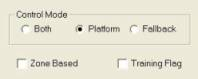 Control Mode
Both Platform Fallback
Zone Based Training Flag